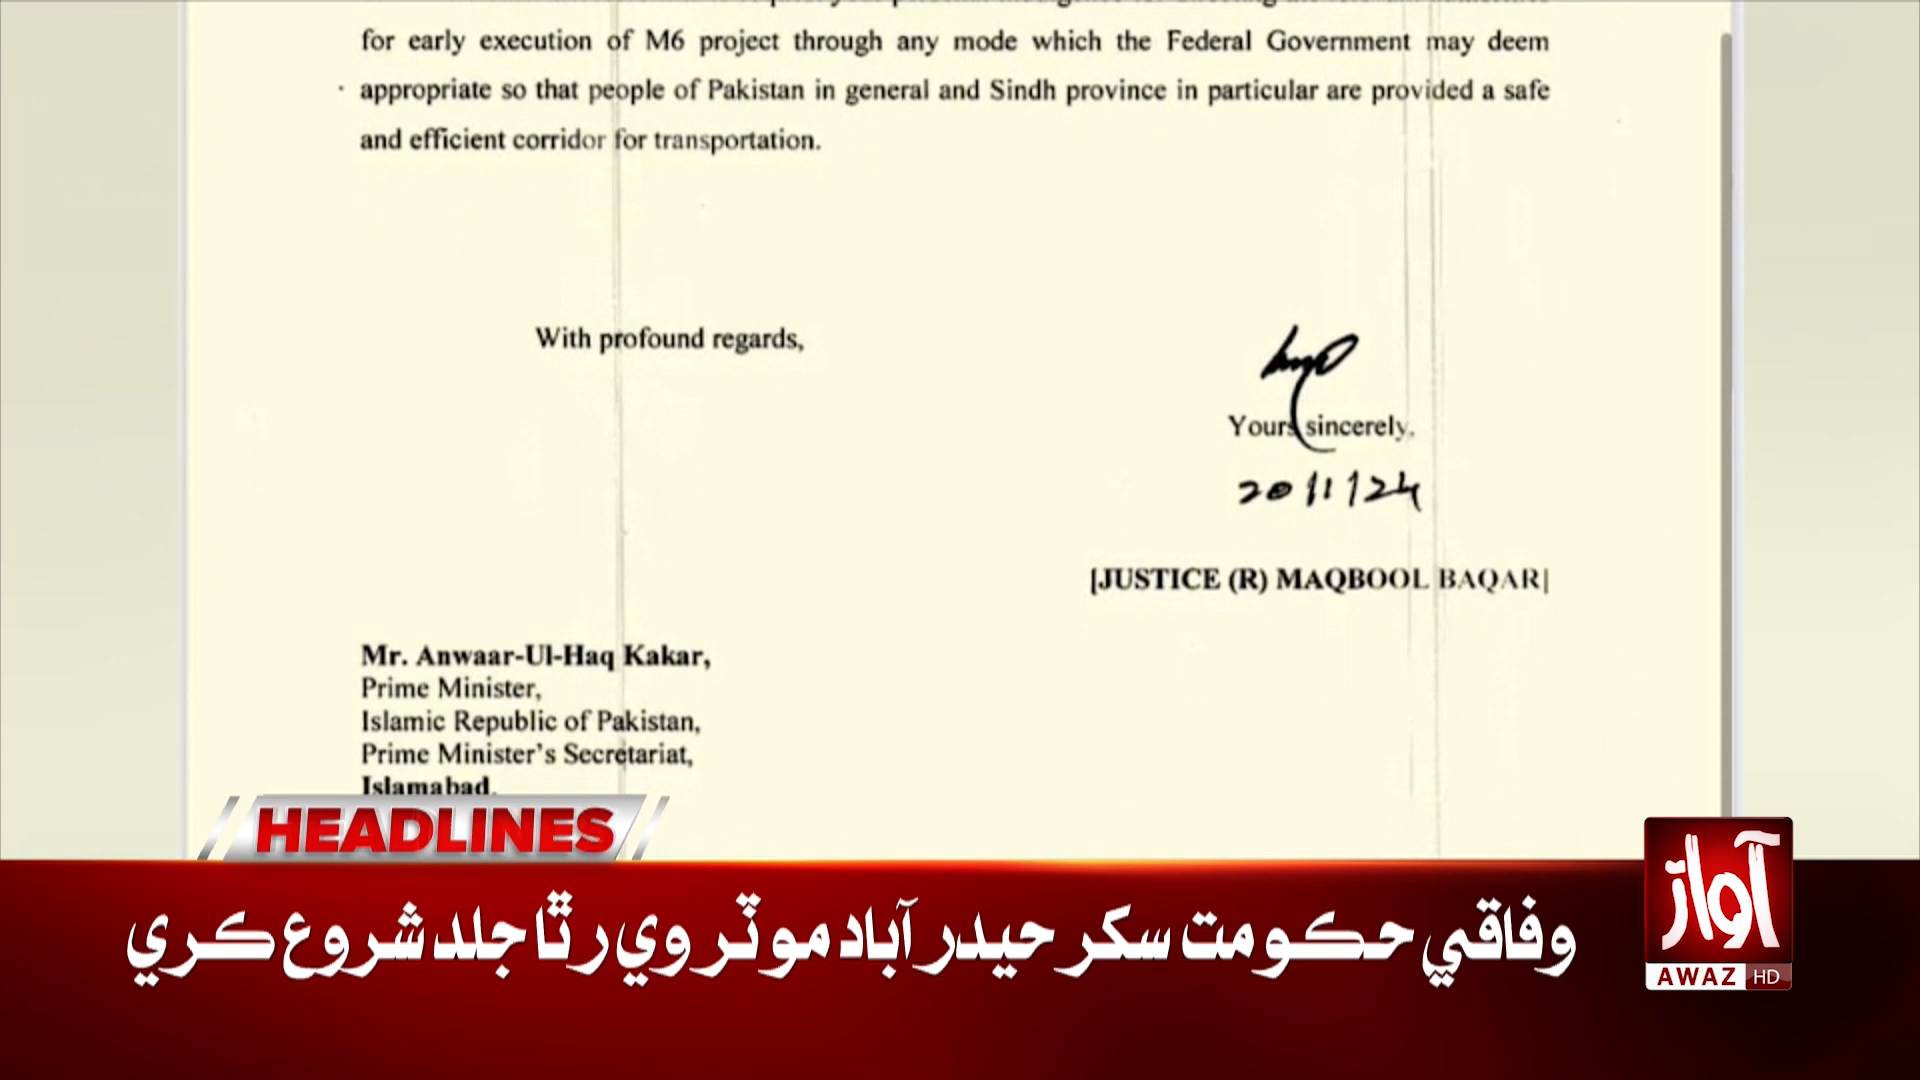 for early execution of M6 project through any mode which the Federal Government may deem
appropriate so that people of Pakistan in general and Sindh province in particular are provided a safe
and efficient corridor for transportation.
With profound regards,
Yours sincerely,
20/1/24
[JUSTICE (R) MAQBOOL BAQAR]
Mr. Anwaar-Ul-Haq Kakar,
Prime Minister,
Islamic Republic of Pakistan,
Prime Minister's Secretariat,
Islamabad.
HEADLINES
وفاقي حڪومت سکر حيدرآباد موٽر وي رٿا جلد شروع ڪري
آواز
AWAZ HD